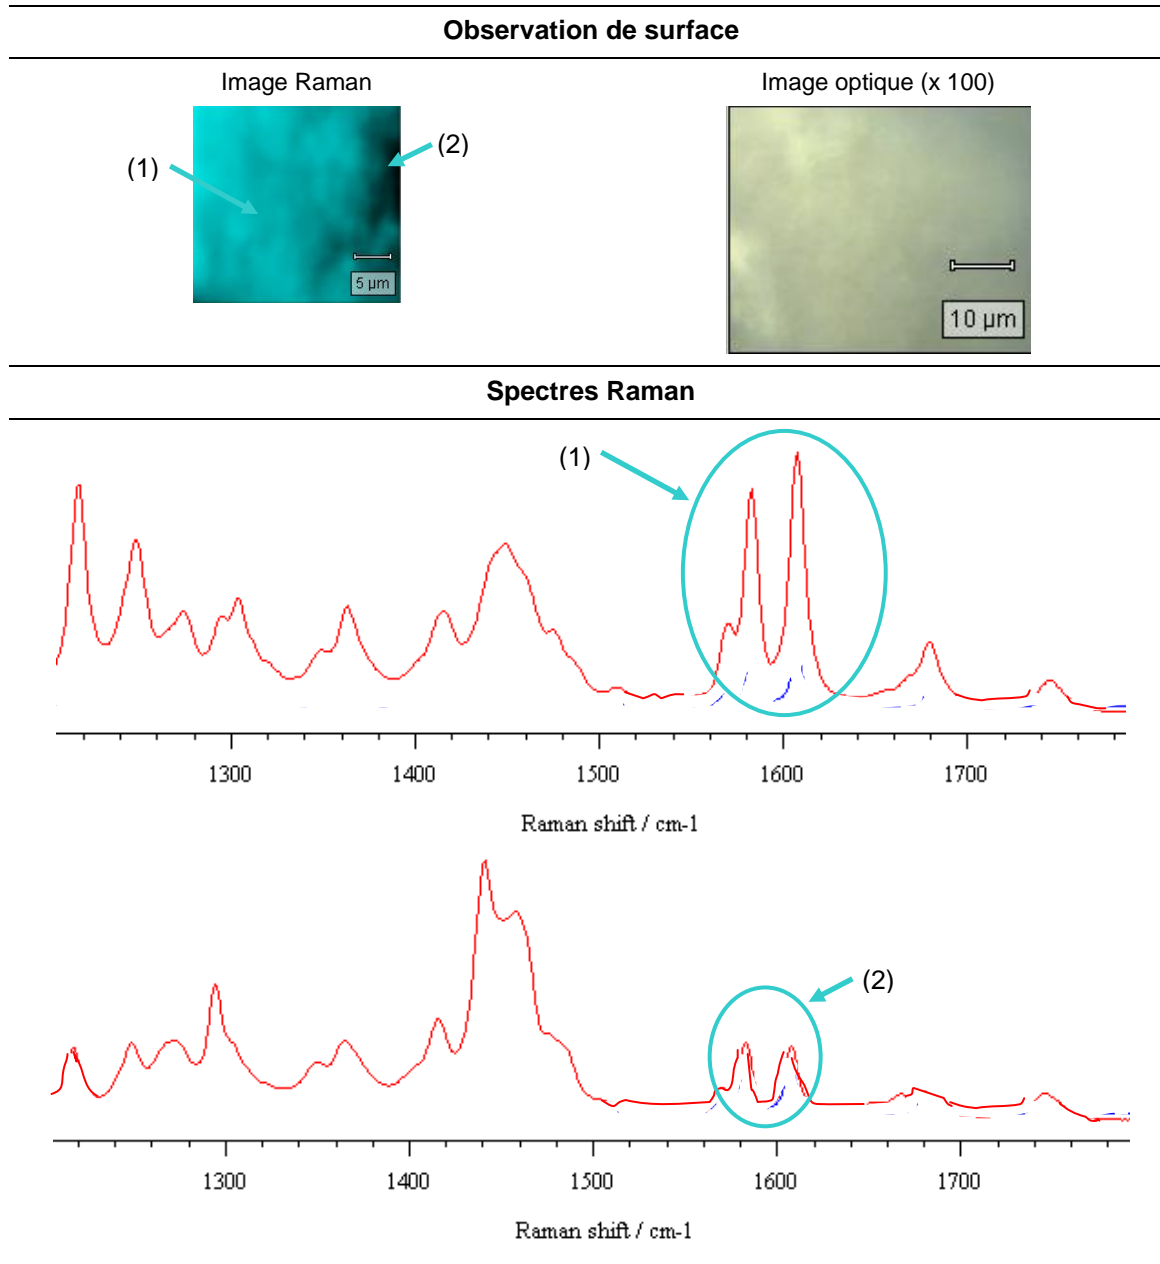 Observation de surface
Image Raman
Image optique (x 100)
(1)
(2)
5 µm
10 µm
Spectres Raman
(1)
1300 1400 1500 1600 1700
Raman shift / cm-1
(2)
1300 1400 1500 1600 1700
Raman shift / cm-1